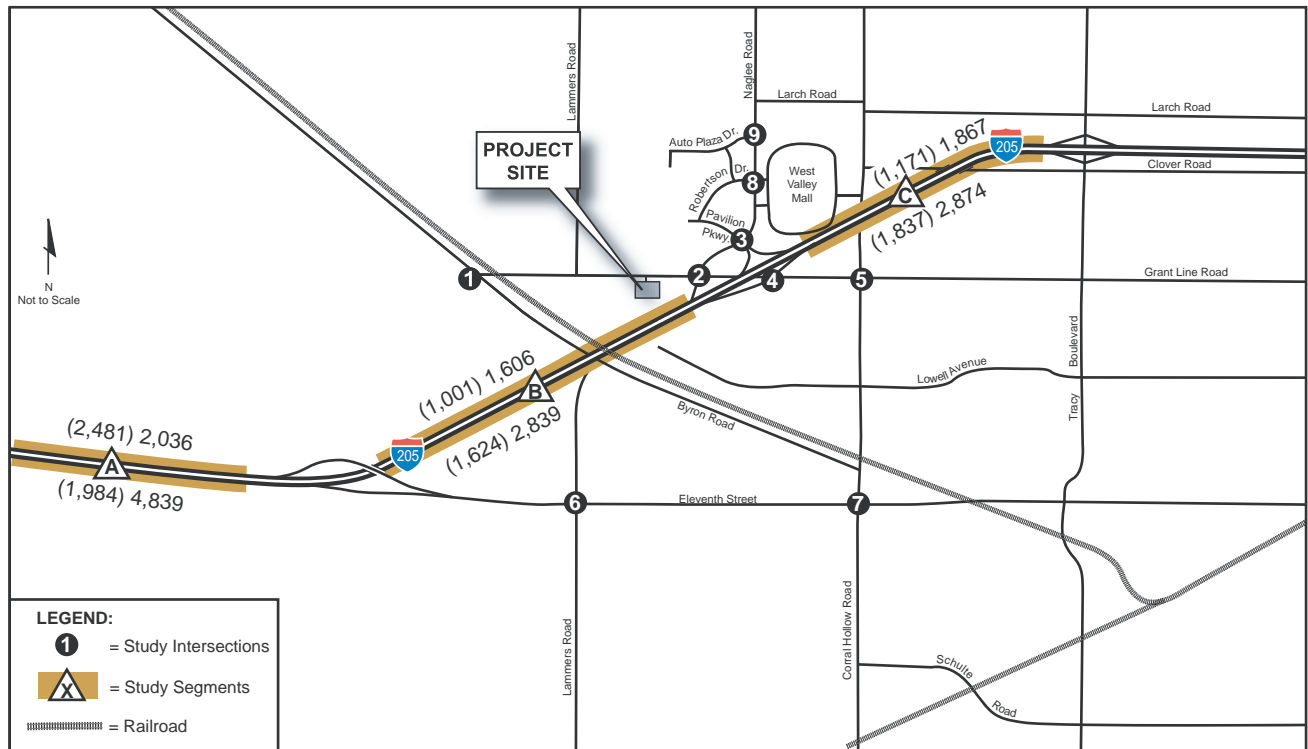 Lammers Road
Naglee Road
Larch Road
Larch Road
Auto Plaza Dr.
9
PROJECT
SITE
(1,171) 1,867
205
Clover Road
Robertson Dr.
8
West
Valley
Mall
C
(1,837) 2,874
Pavilion
Pkwy.
3
N
Not to Scale
1
2
4
5
Grant Line Road
Boulevard
Tracy
(1,001) 1,606
B
(1,624) 2,839
Lowell Avenue
Byron Road
(2,481) 2,036
A
(1,984) 4,839
205
6
Eleventh Street
7
Lammers Road
Corral Hollow Road
Schulte
Road
LEGEND:
1 = Study Intersections
X = Study Segments
= Railroad